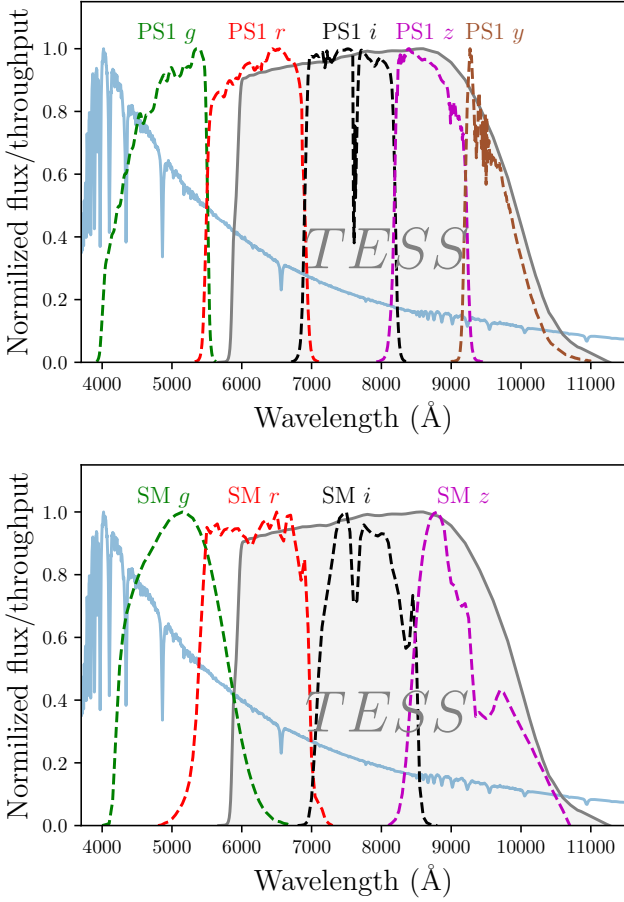 PS1 g PS1 r PS1 i PS1 z PS1 y
1.0
0.8
0.6
0.4
0.2
0.0
Normilized flux/throughput
TESS
4000 5000 6000 7000 8000 9000 10000 11000
Wavelength (Å)
SM g SM r SM i SM z
1.0
0.8
0.6
0.4
0.2
0.0
Normilized flux/throughput
TESS
4000 5000 6000 7000 8000 9000 10000 11000
Wavelength (Å)